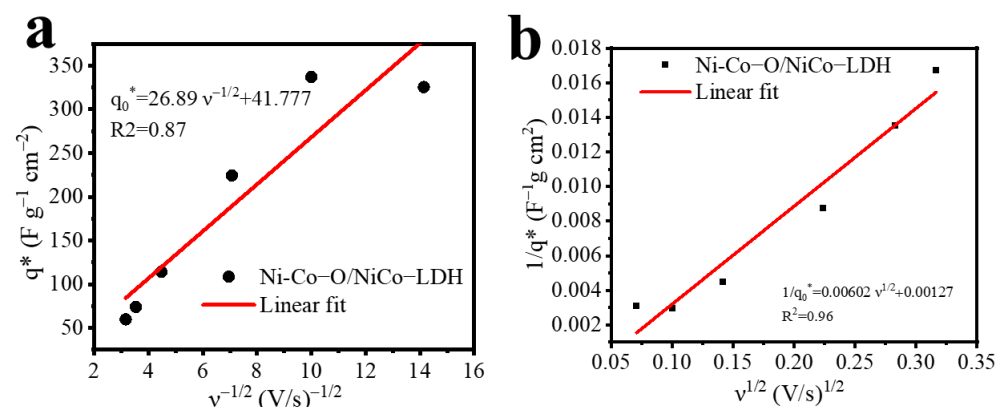 a
q* (F g⁻¹ cm⁻²)
350
300
250
200
150
100
50
q₀*=26.89 ν⁻¹/²+41.777
R2=0.87
Ni-Co−O/NiCo−LDH
Linear fit
2 4 6 8 10 12 14 16
ν⁻¹/² (V/s)⁻¹/²
b
1/q* (F⁻¹g cm²)
0.018
0.016
0.014
0.012
0.010
0.008
0.006
0.004
0.002
Ni-Co−O/NiCo−LDH
Linear fit
1/q₀*=0.00602 ν¹/²+0.00127
R²=0.96
0.05 0.10 0.15 0.20 0.25 0.30 0.35
ν¹/² (V/s)¹/²